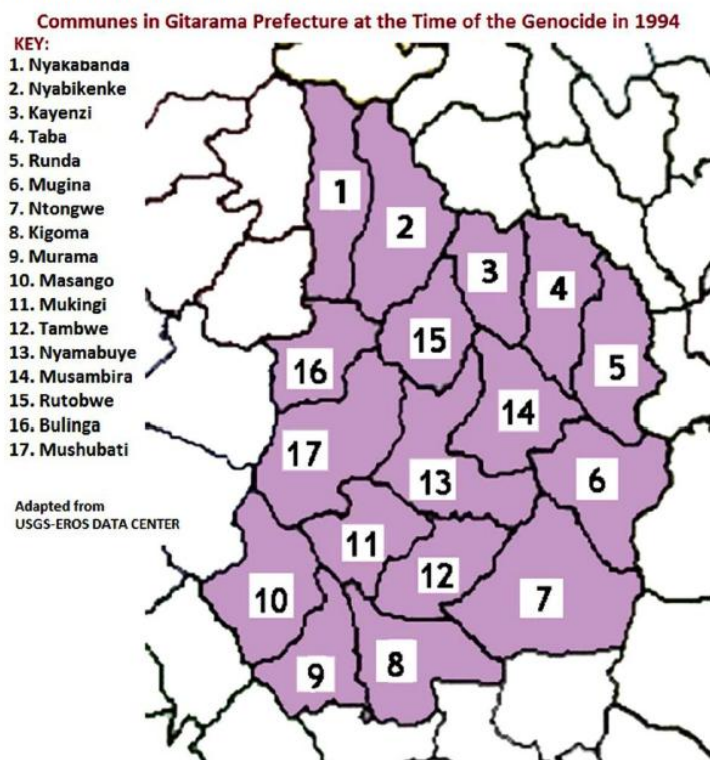 Communes in Gitarama Prefecture at the Time of the Genocide in 1994
KEY:
1. Nyakabanda
2. Nyabikenke
3. Kayenzi
4. Taba
5. Runda
6. Mugina
7. Ntongwe
8. Kigoma
9. Murama
10. Masango
11. Mukingi
12. Tambwe
13. Nyamabuye
14. Musambira
15. Rutobwe
16. Bulinga
17. Mushubati
Adapted from
USGS-EROS DATA CENTER
1
2
3
4
15
5
16
14
17
13
6
11
12
10
7
9
8